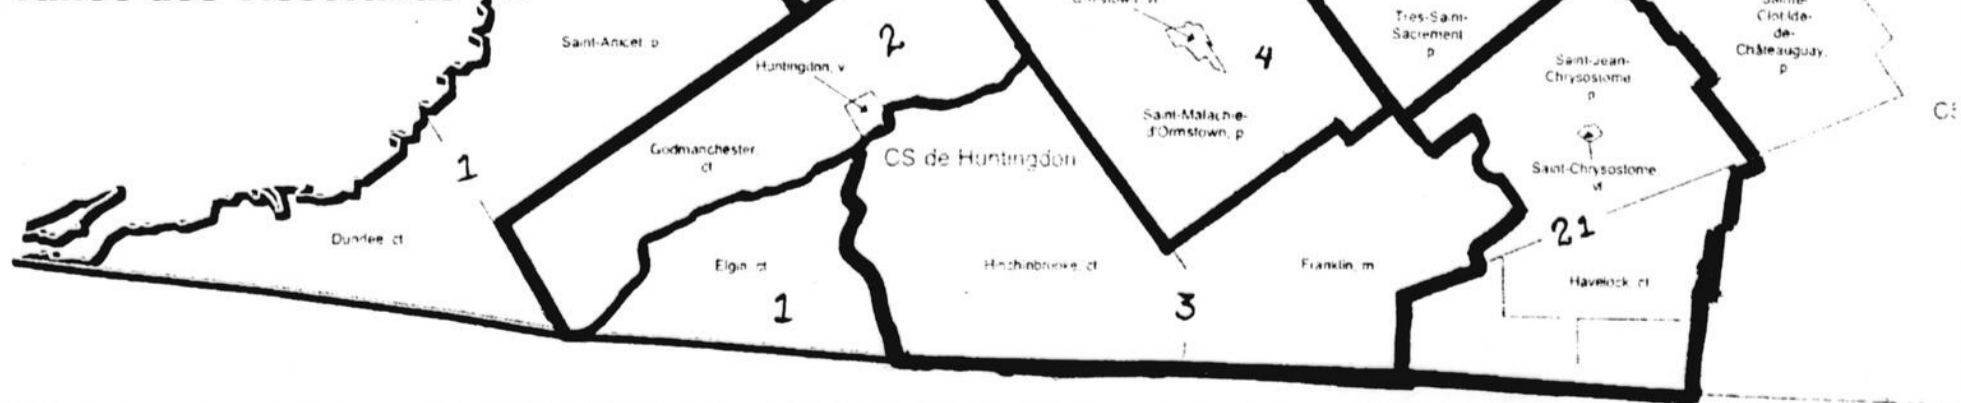 Saint-Anicet, p
2
4
Très-Saint-
Sacrement
p
Clotilde-
de-
Châteauguay,
p
Saint-Jean-
Chrysostome
p
Huntingdon, v
Saint-Malachie-
d'Ormstown, p
1
Godmanchester,
ct
CS de Huntingdon
Saint-Chrysostome
vl
21
Dundee, ct
Elgin, ct
Hinchinbrooke, ct
Franklin, m
Havelock, ct
1
3